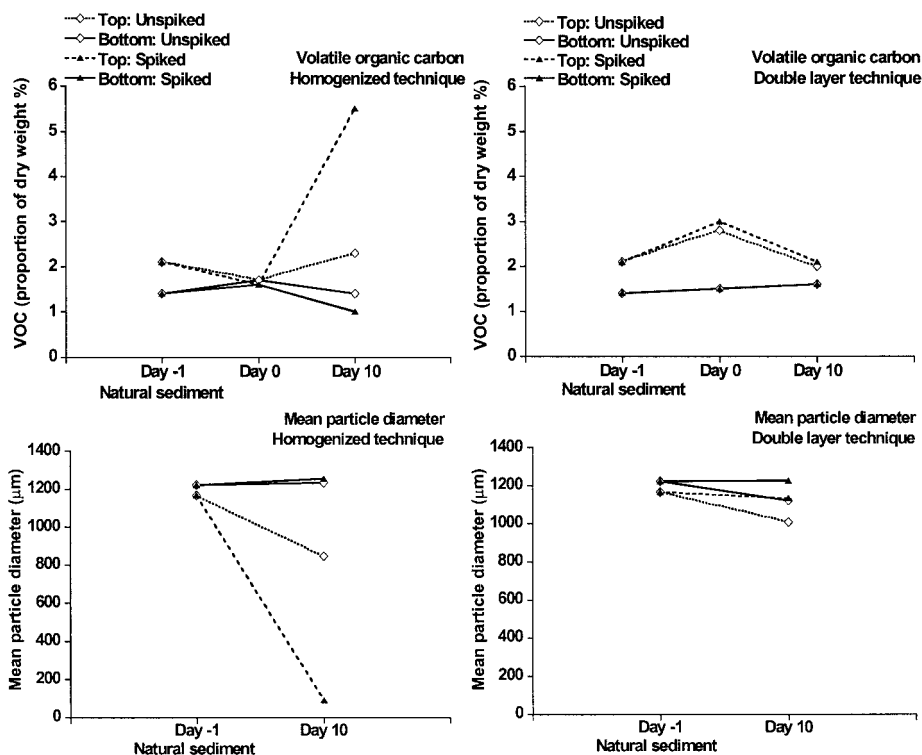 Top: Unspiked
Bottom: Unspiked
Top: Spiked
Bottom: Spiked
Volatile organic carbon
Homogenized technique
VOC (proportion of dry weight %)
6
5
4
3
2
1
0
Day -1
Day 0
Day 10
Natural sediment
Top: Unspiked
Bottom: Unspiked
Top: Spiked
Bottom: Spiked
Volatile organic carbon
Double layer technique
VOC (proportion of dry weight %)
6
5
4
3
2
1
0
Day -1
Day 0
Day 10
Natural sediment
Mean particle diameter
Homogenized technique
Mean particle diameter (µm)
1400
1200
1000
800
600
400
200
0
Day -1
Day 10
Natural sediment
Mean particle diameter
Double layer technique
Mean particle diameter (µm)
1400
1200
1000
800
600
400
200
0
Day -1
Day 10
Natural sediment